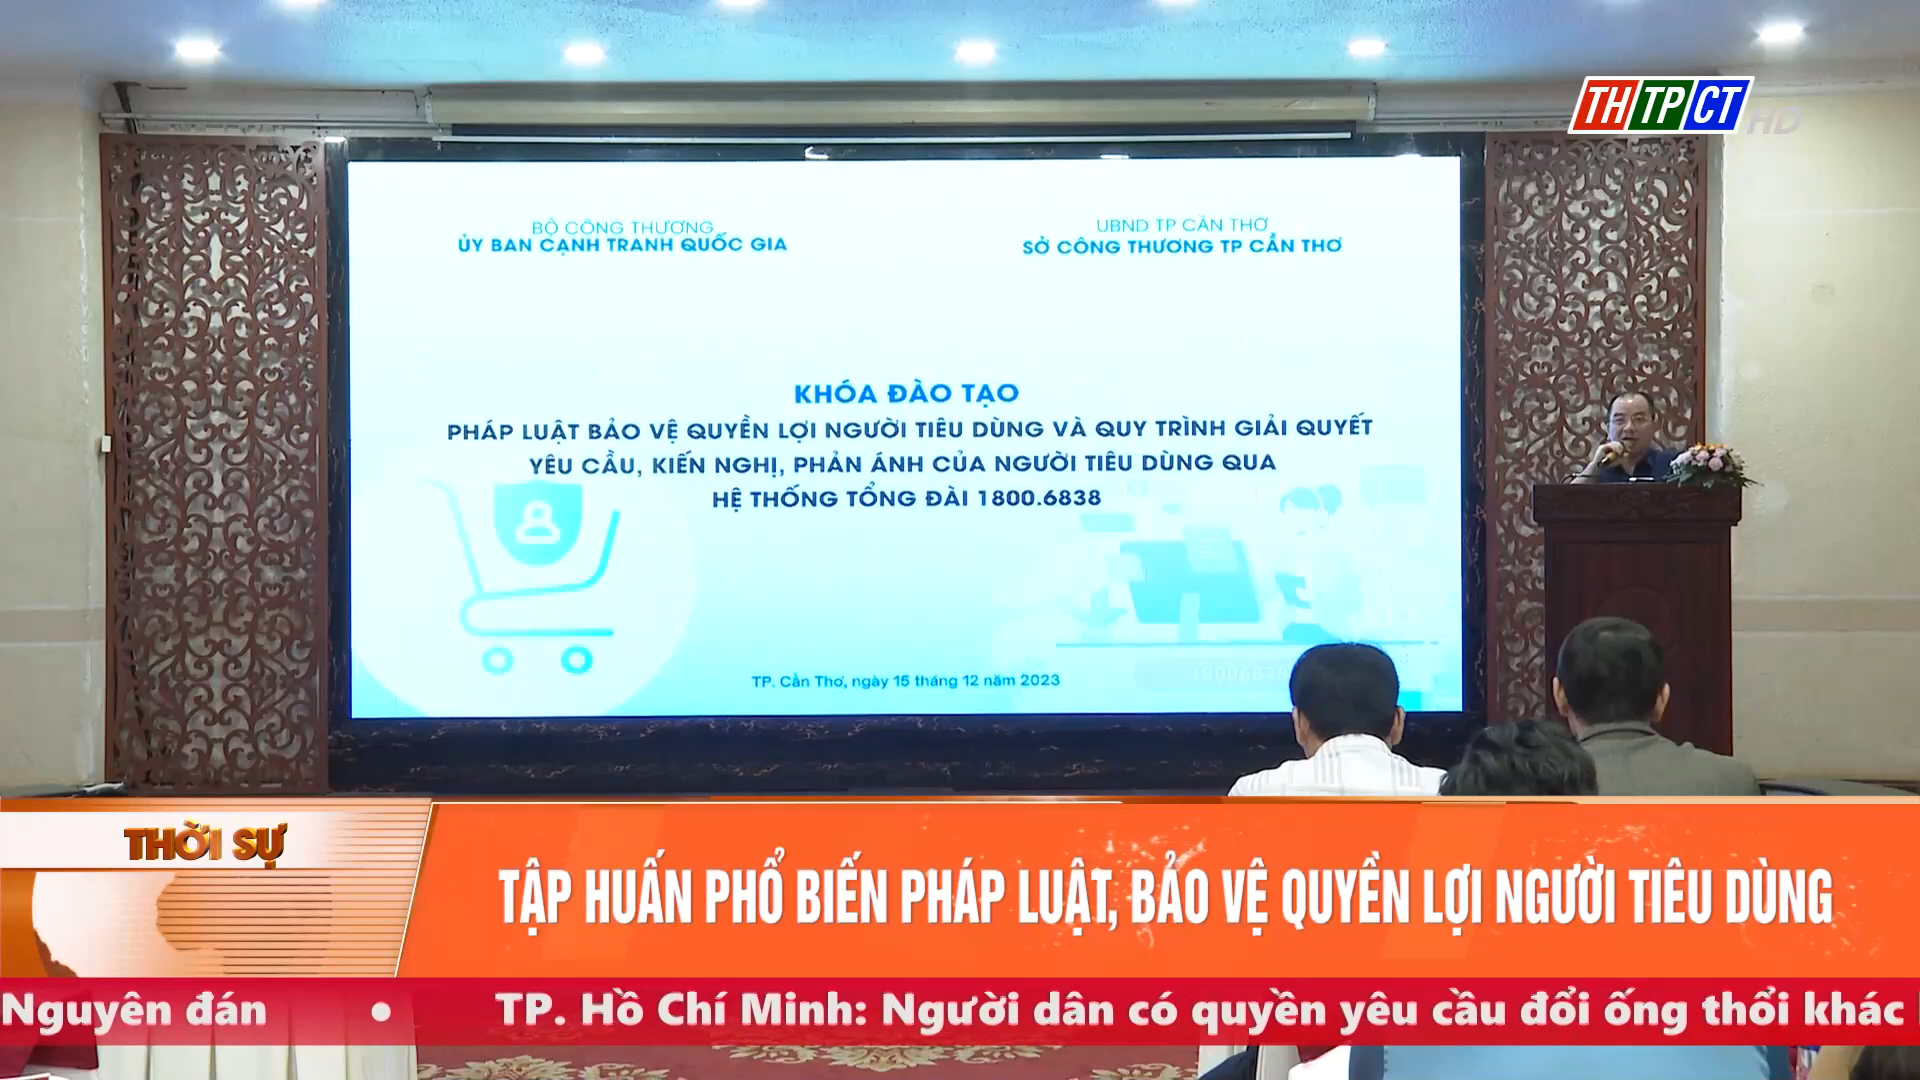 TH TP CT HD
BỘ CÔNG THƯƠNG
ỦY BAN CẠNH TRANH QUỐC GIA
UBND TP CẦN THƠ
SỞ CÔNG THƯƠNG TP CẦN THƠ
KHÓA ĐÀO TẠO
PHÁP LUẬT BẢO VỆ QUYỀN LỢI NGƯỜI TIÊU DÙNG VÀ QUY TRÌNH GIẢI QUYẾT
YÊU CẦU, KIẾN NGHỊ, PHẢN ÁNH CỦA NGƯỜI TIÊU DÙNG QUA
HỆ THỐNG TỔNG ĐÀI 1800.6838
TP. Cần Thơ, ngày 15 tháng 12 năm 2023
THỜI SỰ
TẬP HUẤN PHỔ BIẾN PHÁP LUẬT, BẢO VỆ QUYỀN LỢI NGƯỜI TIÊU DÙNG
Nguyên đán • TP. Hồ Chí Minh: Người dân có quyền yêu cầu đổi ống thổi khác